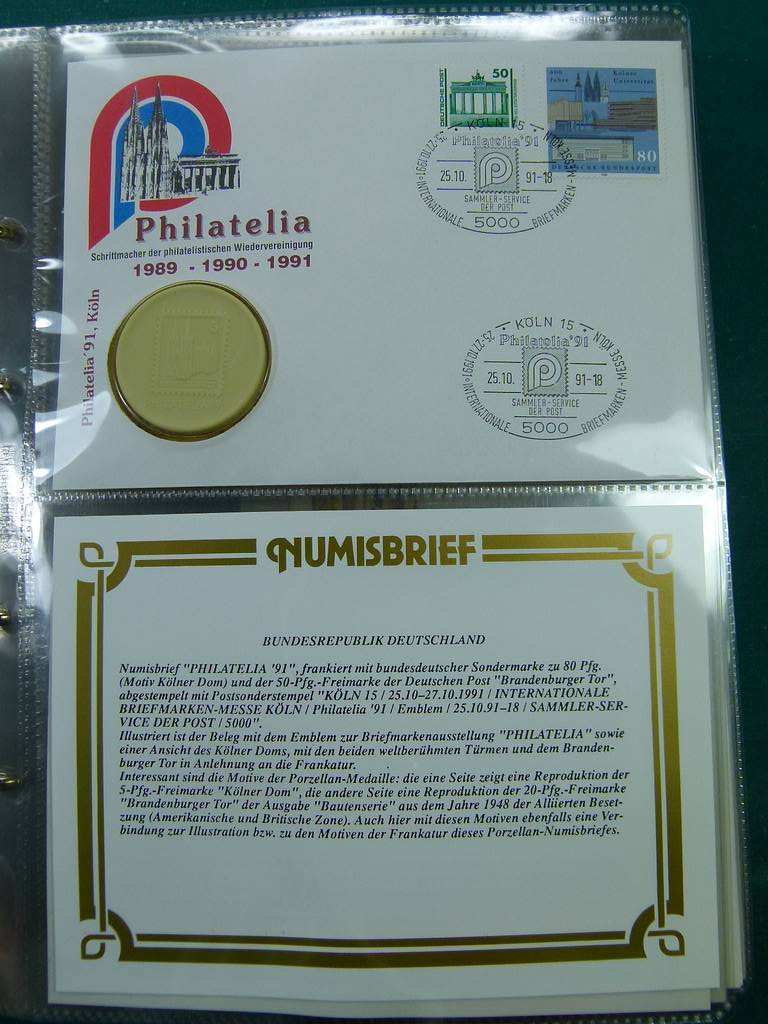 Philatelia
Schrittmacher der philatelistischen Wiedervereinigung
1989 - 1990 - 1991
Philatelia'91, Köln
50
DEUTSCHE POST
600 Jahre
Kölner Universität
80
DEUTSCHE BUNDESPOST
KÖLN 15
Philatelia'91
25.10. 91-18
SAMMLER-SERVICE
DER POST
5000
25.-27.10.1991 · INTERNATIONALE BRIEFMARKEN - MESSE KÖLN
KÖLN 15
Philatelia'91
25.10. 91-18
SAMMLER-SERVICE
DER POST
5000
25.-27.10.1991 · INTERNATIONALE BRIEFMARKEN - MESSE KÖLN
NUMISBRIEF
BUNDESREPUBLIK DEUTSCHLAND
Numisbrief "PHILATELIA '91", frankiert mit bundesdeutscher Sondermarke zu 80 Pfg.
(Motiv Kölner Dom) und der 50-Pfg.-Freimarke der Deutschen Post "Brandenburger Tor",
abgestempelt mit Postsonderstempel "KÖLN 15 / 25.10–27.10.1991 / INTERNATIONALE
BRIEFMARKEN-MESSE KÖLN / Philatelia '91 / Emblem / 25.10.91–18 / SAMMLER-SER-
VICE DER POST / 5000".
Illustriert ist der Beleg mit dem Emblem zur Briefmarkenausstellung "PHILATELIA" sowie
einer Ansicht des Kölner Doms, mit den beiden weltberühmten Türmen und dem Branden-
burger Tor in Anlehnung an die Frankatur.
Interessant sind die Motive der Porzellan-Medaille: die eine Seite zeigt eine Reproduktion der
5-Pfg.-Freimarke "Kölner Dom", die andere Seite eine Reproduktion der 20-Pfg.-Freimarke
"Brandenburger Tor" der Ausgabe "Bautenserie" aus dem Jahre 1948 der Alliierten Beset-
zung (Amerikanische und Britische Zone). Auch hier mit diesen Motiven ebenfalls eine Ver-
bindung zur Illustration bzw. zu den Motiven der Frankatur dieses Porzellan-Numisbriefes.